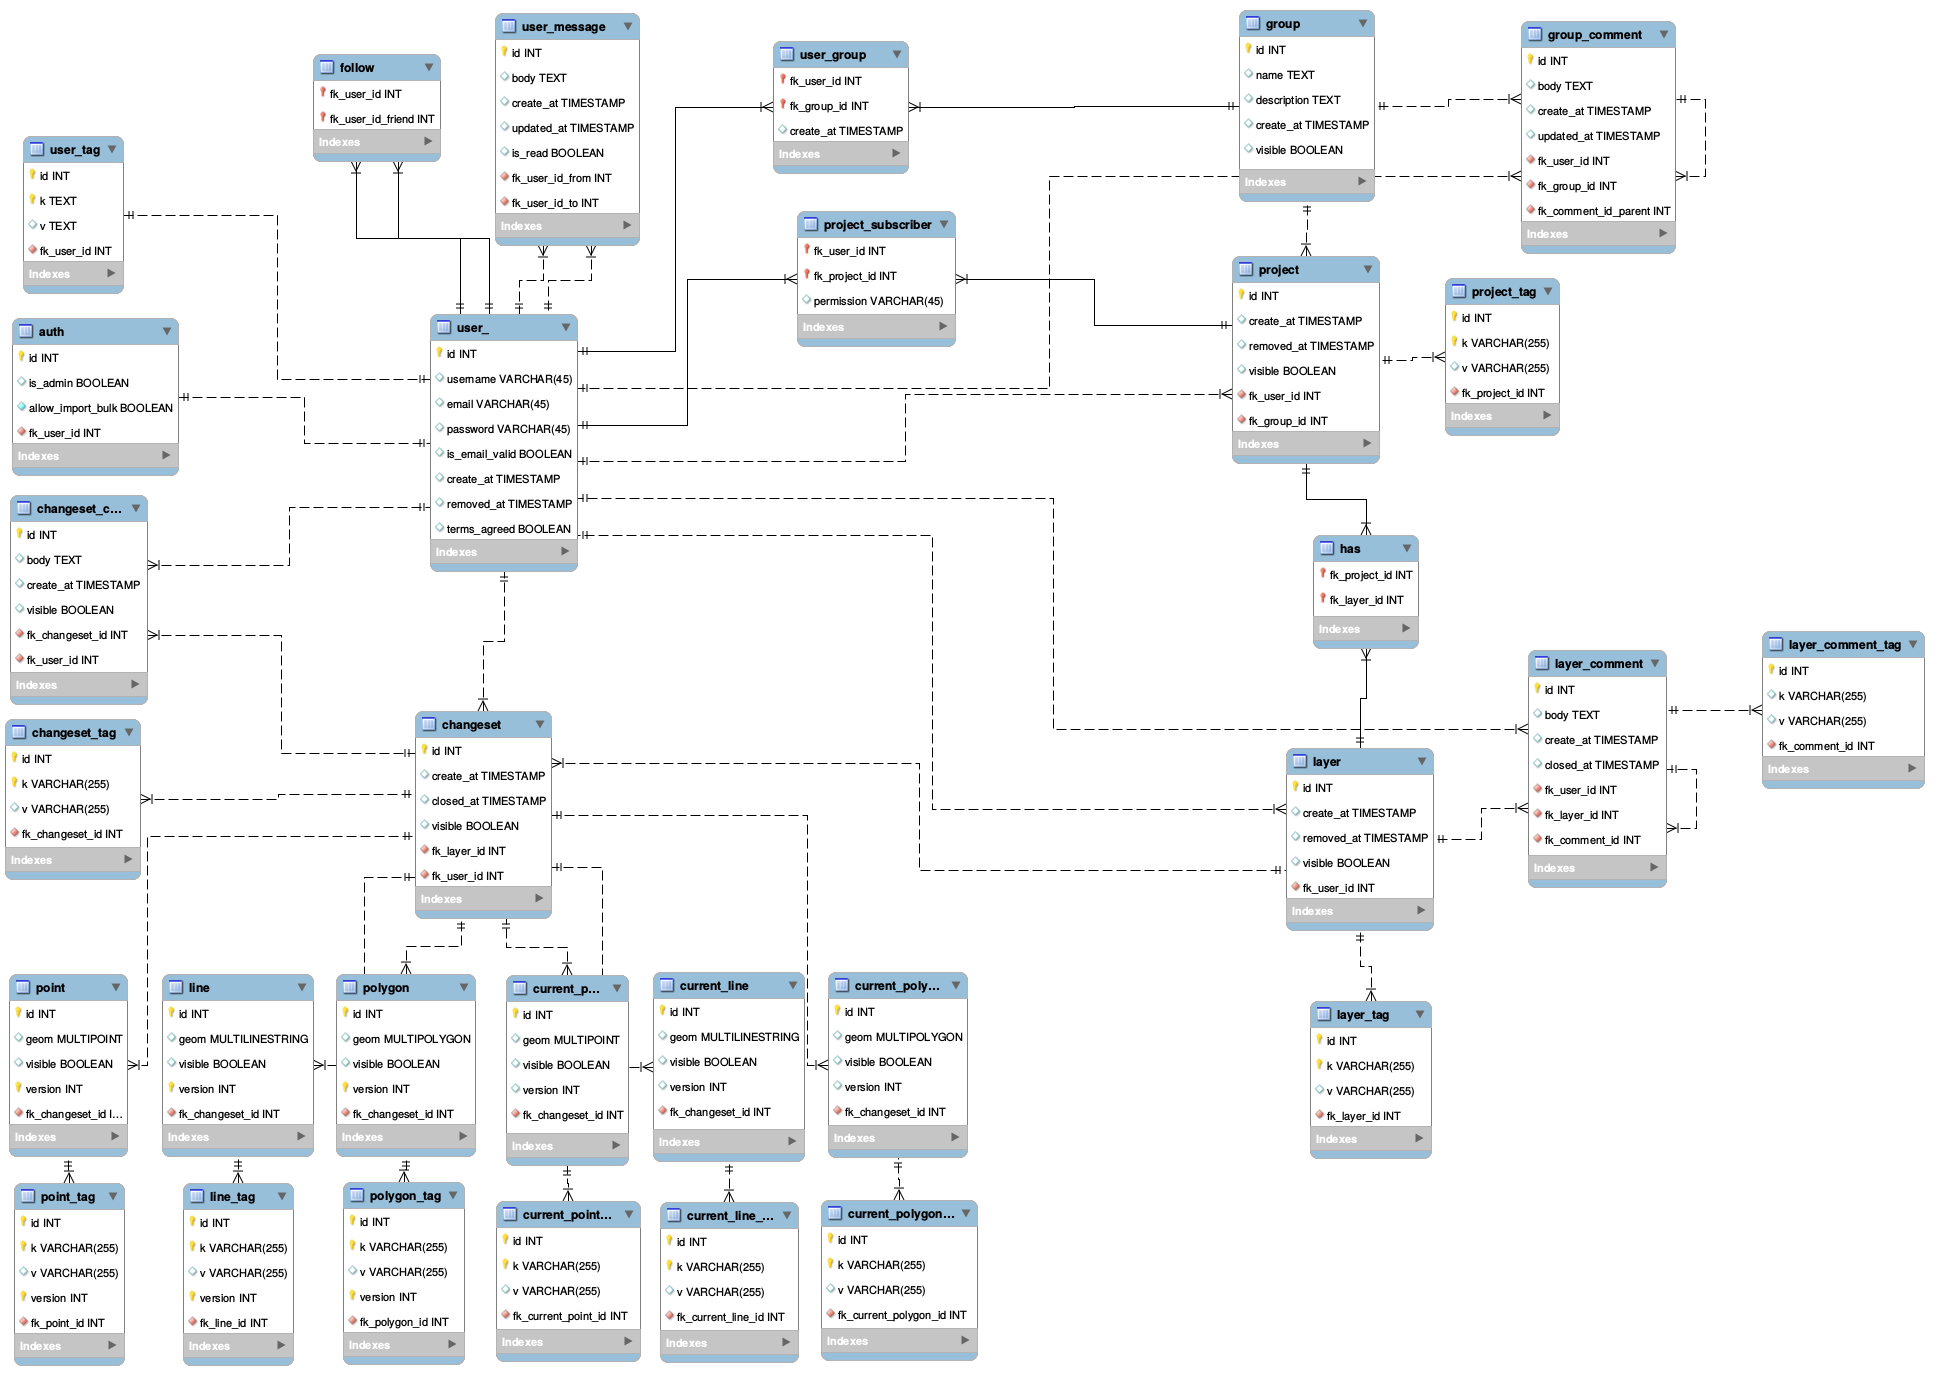 user_message
id INT
body TEXT
create_at TIMESTAMP
updated_at TIMESTAMP
is_read BOOLEAN
fk_user_id_from INT
fk_user_id_to INT
Indexes
follow
fk_user_id INT
fk_user_id_friend INT
Indexes
user_group
fk_user_id INT
fk_group_id INT
create_at TIMESTAMP
Indexes
group
id INT
name TEXT
description TEXT
create_at TIMESTAMP
visible BOOLEAN
Indexes
group_comment
id INT
body TEXT
create_at TIMESTAMP
updated_at TIMESTAMP
fk_user_id INT
fk_group_id INT
fk_comment_id_parent INT
Indexes
user_tag
id INT
k TEXT
v TEXT
fk_user_id INT
Indexes
project_subscriber
fk_user_id INT
fk_project_id INT
permission VARCHAR(45)
Indexes
project
id INT
create_at TIMESTAMP
removed_at TIMESTAMP
visible BOOLEAN
fk_user_id INT
fk_group_id INT
Indexes
project_tag
id INT
k VARCHAR(255)
v VARCHAR(255)
fk_project_id INT
Indexes
auth
id INT
is_admin BOOLEAN
allow_import_bulk BOOLEAN
fk_user_id INT
Indexes
user_
id INT
username VARCHAR(45)
email VARCHAR(45)
password VARCHAR(45)
is_email_valid BOOLEAN
create_at TIMESTAMP
removed_at TIMESTAMP
terms_agreed BOOLEAN
Indexes
changeset_c...
id INT
body TEXT
create_at TIMESTAMP
visible BOOLEAN
fk_changeset_id INT
fk_user_id INT
Indexes
has
fk_project_id INT
fk_layer_id INT
Indexes
layer_comment
id INT
body TEXT
create_at TIMESTAMP
closed_at TIMESTAMP
fk_user_id INT
fk_layer_id INT
fk_comment_id INT
Indexes
layer_comment_tag
id INT
k VARCHAR(255)
v VARCHAR(255)
fk_comment_id INT
Indexes
changeset_tag
id INT
k VARCHAR(255)
v VARCHAR(255)
fk_changeset_id INT
Indexes
changeset
id INT
create_at TIMESTAMP
closed_at TIMESTAMP
visible BOOLEAN
fk_layer_id INT
fk_user_id INT
Indexes
layer
id INT
create_at TIMESTAMP
removed_at TIMESTAMP
visible BOOLEAN
fk_user_id INT
Indexes
point
id INT
geom MULTIPOINT
visible BOOLEAN
version INT
fk_changeset_id I...
Indexes
line
id INT
geom MULTILINESTRING
visible BOOLEAN
version INT
fk_changeset_id INT
Indexes
polygon
id INT
geom MULTIPOLYGON
visible BOOLEAN
version INT
fk_changeset_id INT
Indexes
current_p...
id INT
geom MULTIPOINT
visible BOOLEAN
version INT
fk_changeset_id INT
Indexes
current_line
id INT
geom MULTILINESTRING
visible BOOLEAN
version INT
fk_changeset_id INT
Indexes
current_poly...
id INT
geom MULTIPOLYGON
visible BOOLEAN
version INT
fk_changeset_id INT
Indexes
layer_tag
id INT
k VARCHAR(255)
v VARCHAR(255)
fk_layer_id INT
Indexes
point_tag
id INT
k VARCHAR(255)
v VARCHAR(255)
version INT
fk_point_id INT
Indexes
line_tag
id INT
k VARCHAR(255)
v VARCHAR(255)
version INT
fk_line_id INT
Indexes
polygon_tag
id INT
k VARCHAR(255)
v VARCHAR(255)
version INT
fk_polygon_id INT
Indexes
current_point...
id INT
k VARCHAR(255)
v VARCHAR(255)
fk_current_point_id INT
Indexes
current_line_...
id INT
k VARCHAR(255)
v VARCHAR(255)
fk_current_line_id INT
Indexes
current_polygon...
id INT
k VARCHAR(255)
v VARCHAR(255)
fk_current_polygon_id INT
Indexes